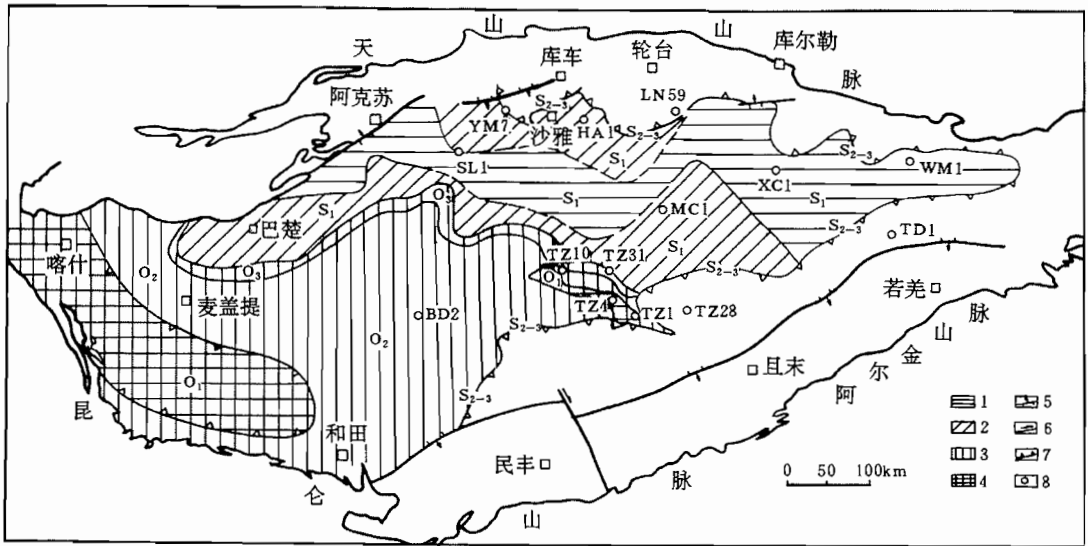 天
山
山
脉
库车
轮台
库尔勒
阿克苏
LN59
S₂₋₃
YM7
沙雅
HA1
S₂₋₃
S₁
S₂₋₃
WM1
SL1
XC1
S₁
S₁
O₃
S₁
MC1
S₂₋₃
TD1
巴楚
喀什
O₂
O₃
TZ10
TZ31
S₁
S₂₋₃
O₁
若羌
麦盖提
BD2
TZ4
TZ1
TZ28
O₂
S₂₋₃
O₁
且末
S₂₋₃
昆
仑
山
脉
阿
尔
金
山
脉
和田
民丰
0 50 100km
1 5
2 6
3 7
4 8